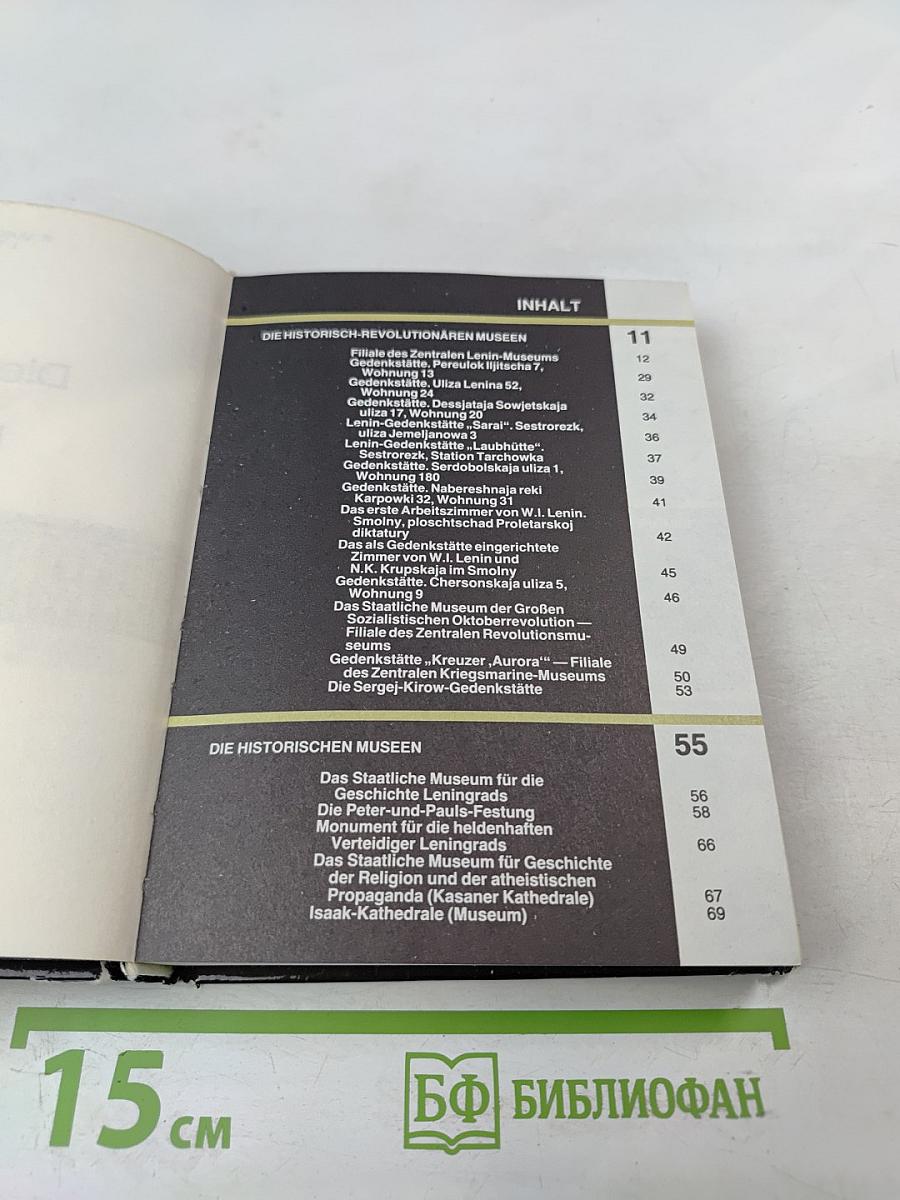 INHALT
DIE HISTORISCH-REVOLUTIONÄREN MUSEEN 11
Filiale des Zentralen Lenin-Museums 12
Gedenkstätte. Pereulok Iljitscha 7,
Wohnung 13 29
Gedenkstätte. Uliza Lenina 52,
Wohnung 24 32
Gedenkstätte. Dessjataja Sowjetskaja
uliza 17, Wohnung 20 34
Lenin-Gedenkstätte „Sarai“. Sestrorezk,
uliza Jemeljanowa 3 36
Lenin-Gedenkstätte „Laubhütte“.
Sestrorezk, Station Tarchowka 37
Gedenkstätte. Serdobolskaja uliza 1,
Wohnung 180 39
Gedenkstätte. Nabereshnaja reki
Karpowki 32, Wohnung 31 41
Das erste Arbeitszimmer von W.I. Lenin.
Smolny, ploschtschad Proletarskoj
diktatury 42
Das als Gedenkstätte eingerichtete
Zimmer von W.I. Lenin und
N.K. Krupskaja im Smolny 45
Gedenkstätte. Chersonskaja uliza 5,
Wohnung 9 46
Das Staatliche Museum der Großen
Sozialistischen Oktoberrevolution —
Filiale des Zentralen Revolutionsmu-
seums 49
Gedenkstätte „Kreuzer ‚Aurora‘“ — Filiale
des Zentralen Kriegsmarine-Museums 50
Die Sergej-Kirow-Gedenkstätte 53
DIE HISTORISCHEN MUSEEN 55
Das Staatliche Museum für die
Geschichte Leningrads 56
Die Peter-und-Pauls-Festung 58
Monument für die heldenhaften
Verteidiger Leningrads 66
Das Staatliche Museum für Geschichte
der Religion und der atheistischen
Propaganda (Kasaner Kathedrale) 67
Isaak-Kathedrale (Museum) 69
15 см
БФ БИБЛИОФАН